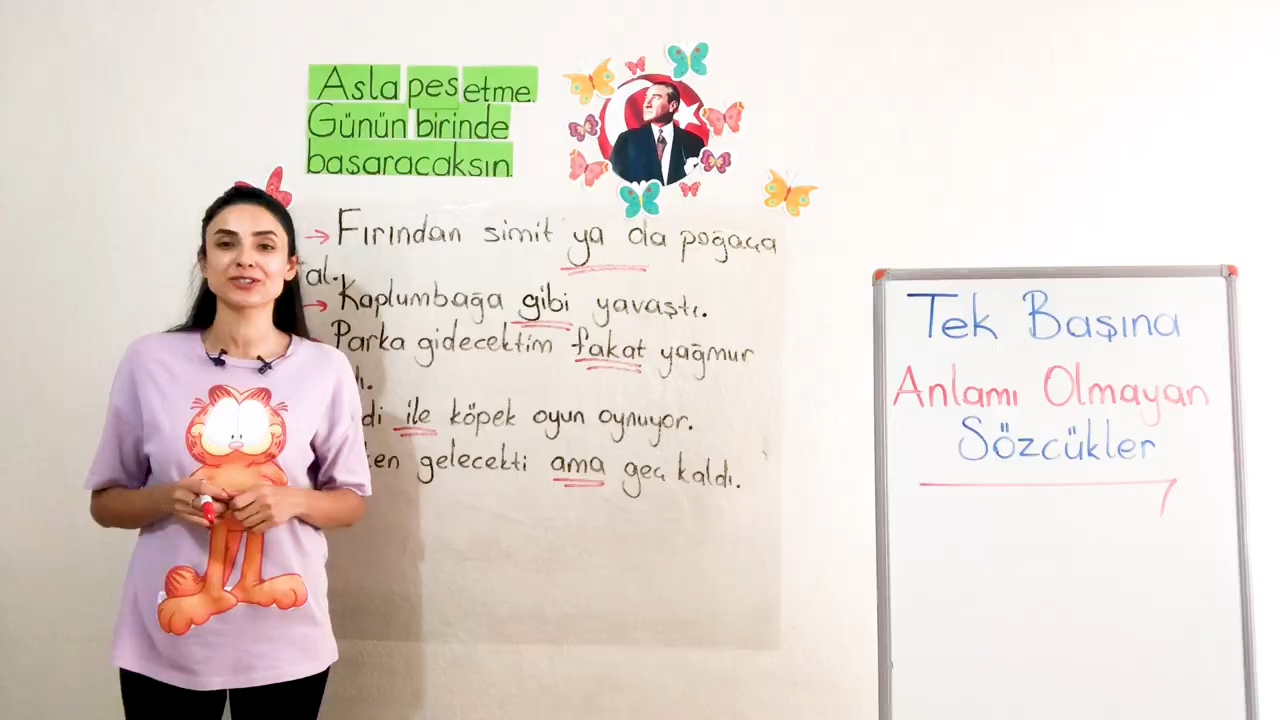 Asla pes etme.
Günün birinde
başaracaksın.
→ Fırından simit ya da poğaça
al.
→ Kaplumbağa gibi yavaştı.
Parka gidecektim fakat yağmur
ile köpek oyun oynuyor.
gelecekti ama geç kaldı.
Tek Başına
Anlamı Olmayan
Sözcükler